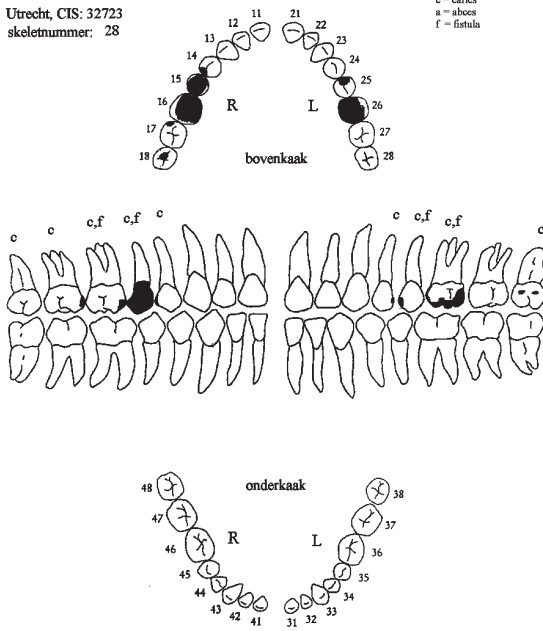 Utrecht, CIS: 32723
skeletnummer: 28
c = caries
a = abces
f = fistula
11 21
12 22
13 23
14 24
15 25
16 R L 26
17 27
18 bovenkaak 28
c c c,f c,f c c c,f c,f c
48 onderkaak 38
47 37
46 R L 36
45 35
44 34
43 42 41 31 32 33